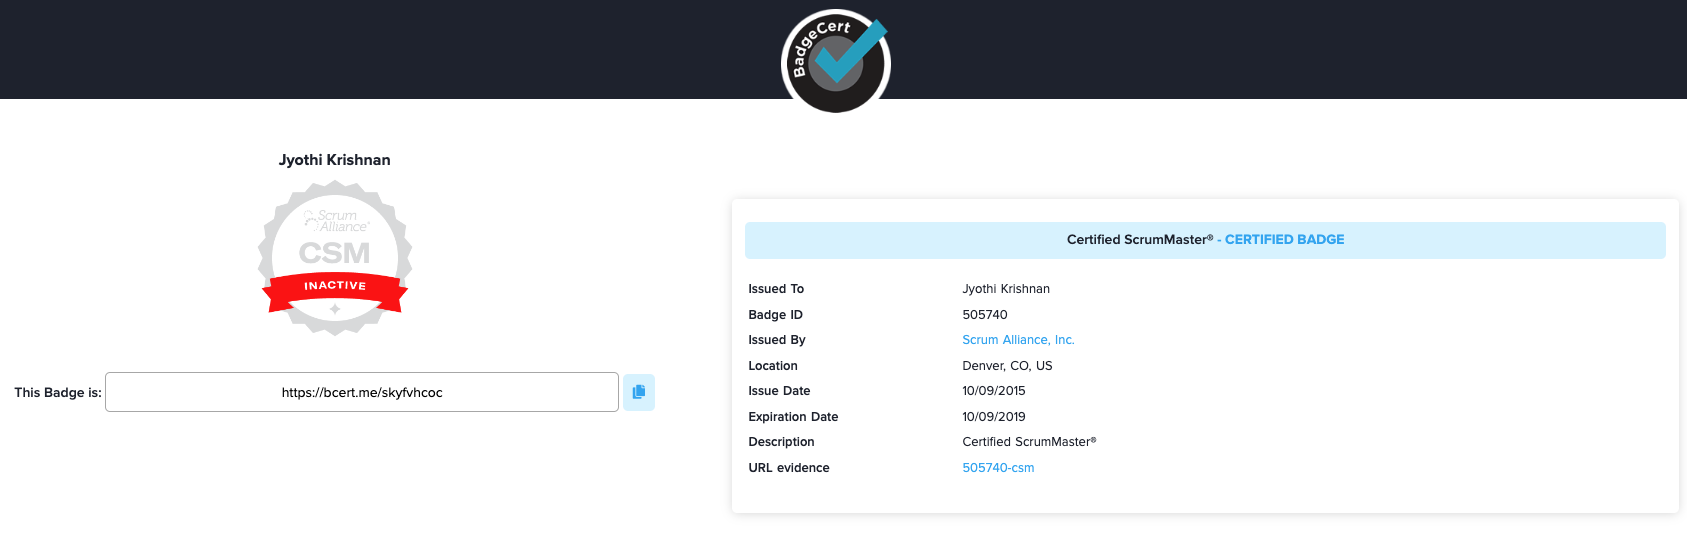 BadgeCert
Jyothi Krishnan
Scrum
Alliance®
CSM
INACTIVE
This Badge is: https://bcert.me/skyfvhcoc
Certified ScrumMaster® - CERTIFIED BADGE
Issued To Jyothi Krishnan
Badge ID 505740
Issued By Scrum Alliance, Inc.
Location Denver, CO, US
Issue Date 10/09/2015
Expiration Date 10/09/2019
Description Certified ScrumMaster®
URL evidence 505740-csm